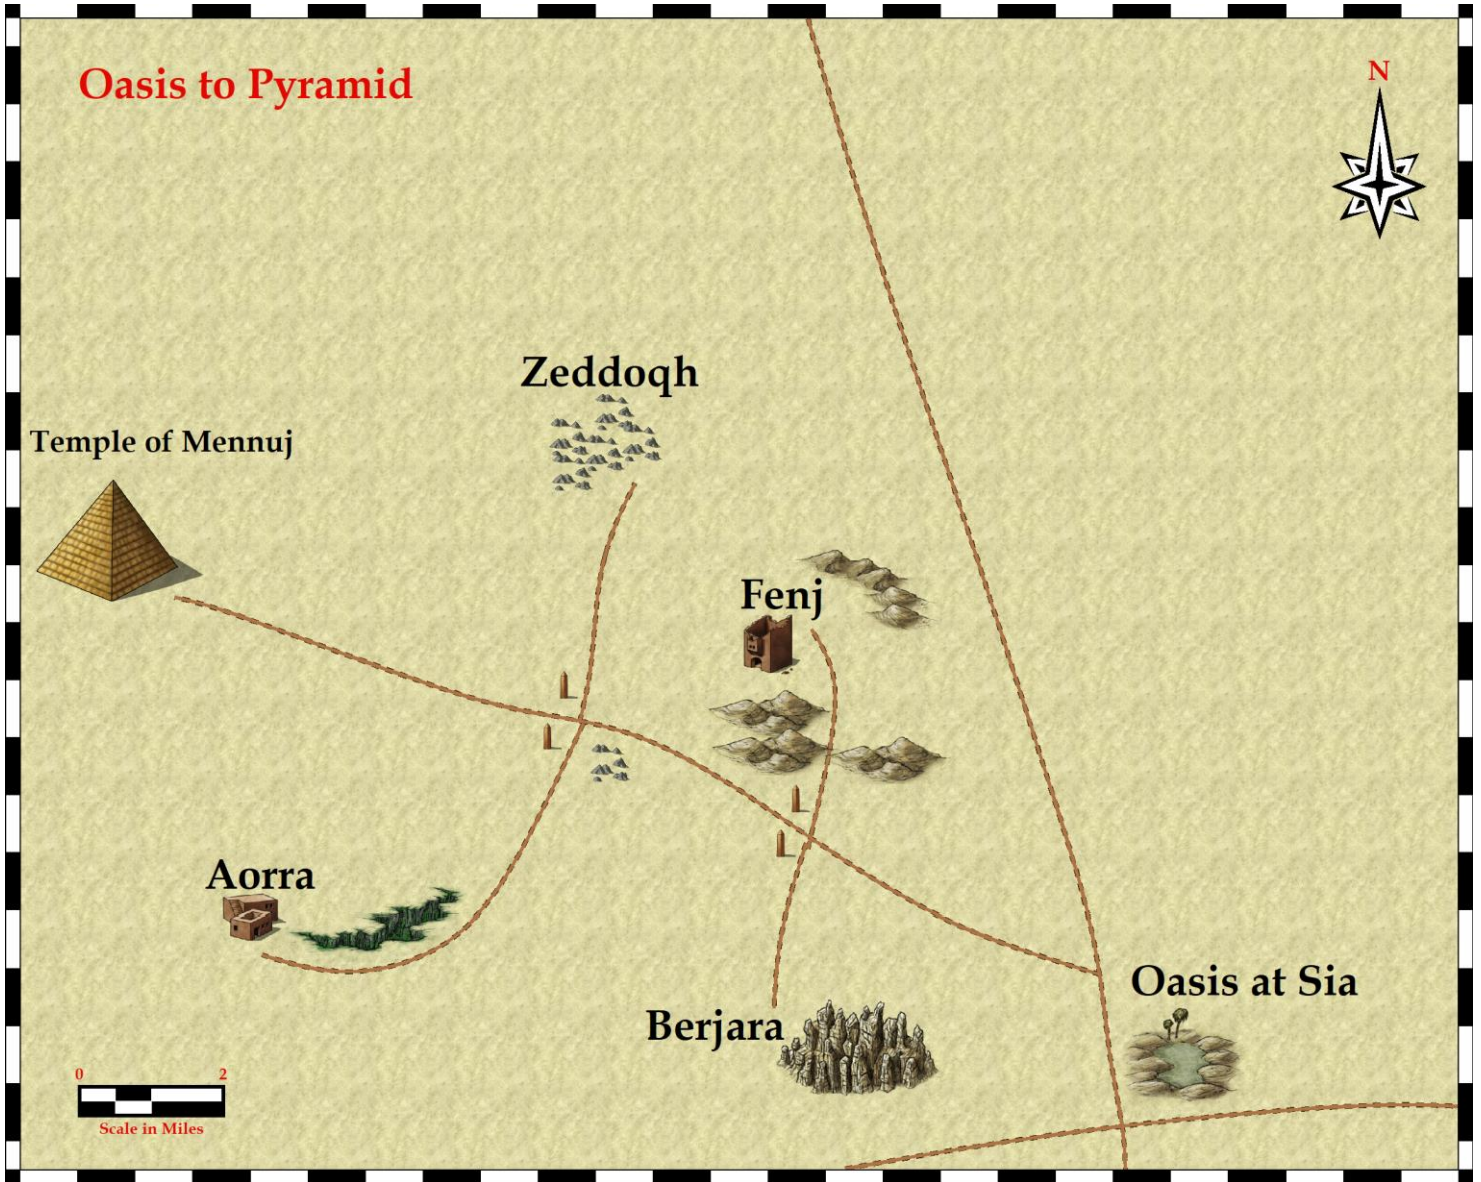 Oasis to Pyramid
N
Zeddoqh
Temple of Mennuj
Fenj
Aorra
Oasis at Sia
Berjara
0 2
Scale in Miles